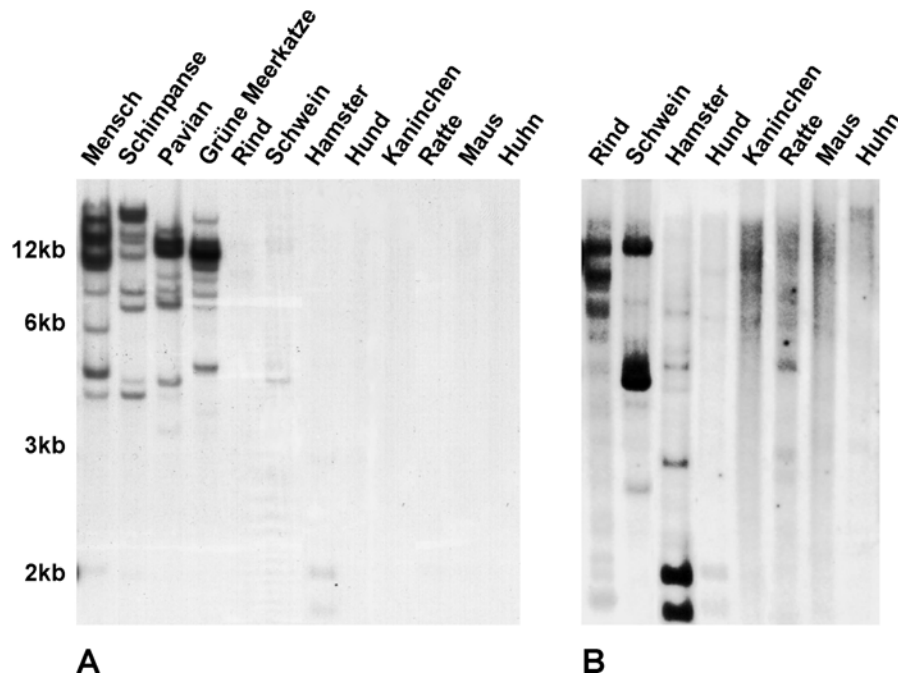 Mensch
Schimpanse
Pavian
Grüne Meerkatze
Rind
Schwein
Hamster
Hund
Kaninchen
Ratte
Maus
Huhn
Rind
Schwein
Hamster
Hund
Kaninchen
Ratte
Maus
Huhn
12kb
6kb
3kb
2kb
A
B